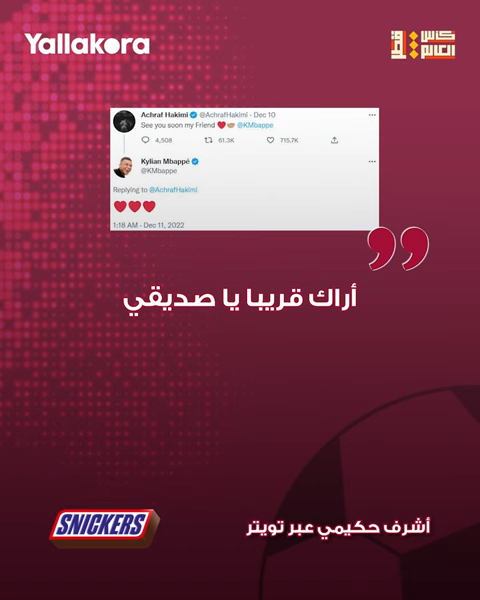 Yallakora
كاس
العالم
Achraf Hakimi @AchrafHakimi - Dec 10
See you soon my Friend ❤️🤝🏼 @KMbappe
4,508 61.3K 715.7K
Kylian Mbappé
@KMbappe
Replying to @AchrafHakimi
❤️❤️❤️
1:18 AM - Dec 11, 2022
أراك قريبا يا صديقي
SNICKERS
أشرف حكيمي عبر تويتر